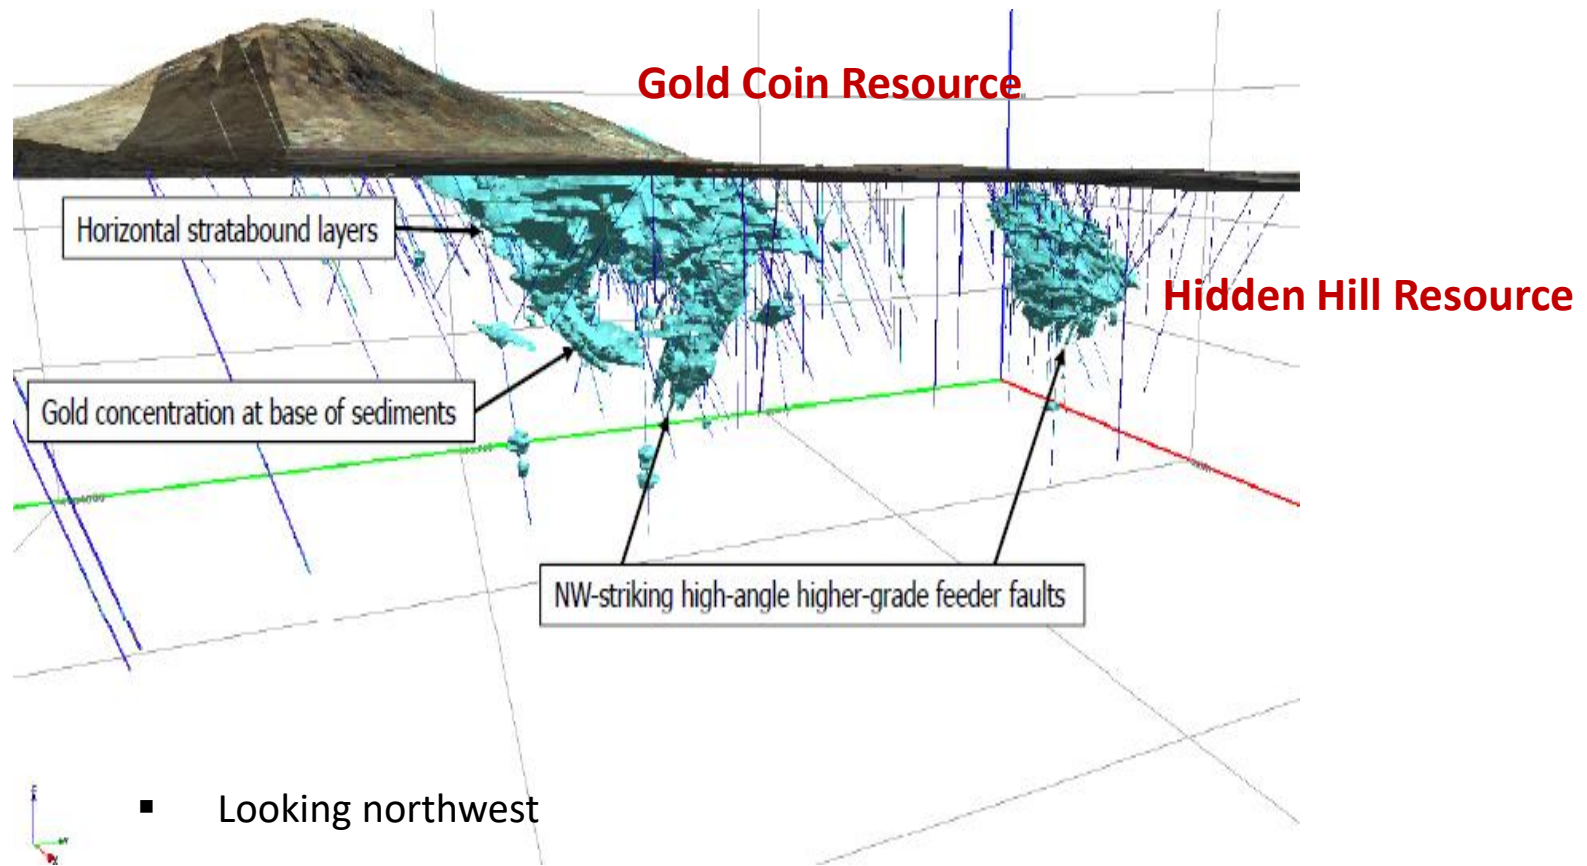 Gold Coin Resource
Horizontal stratabound layers
Hidden Hill Resource
Gold concentration at base of sediments
NW-striking high-angle higher-grade feeder faults
▪ Looking northwest